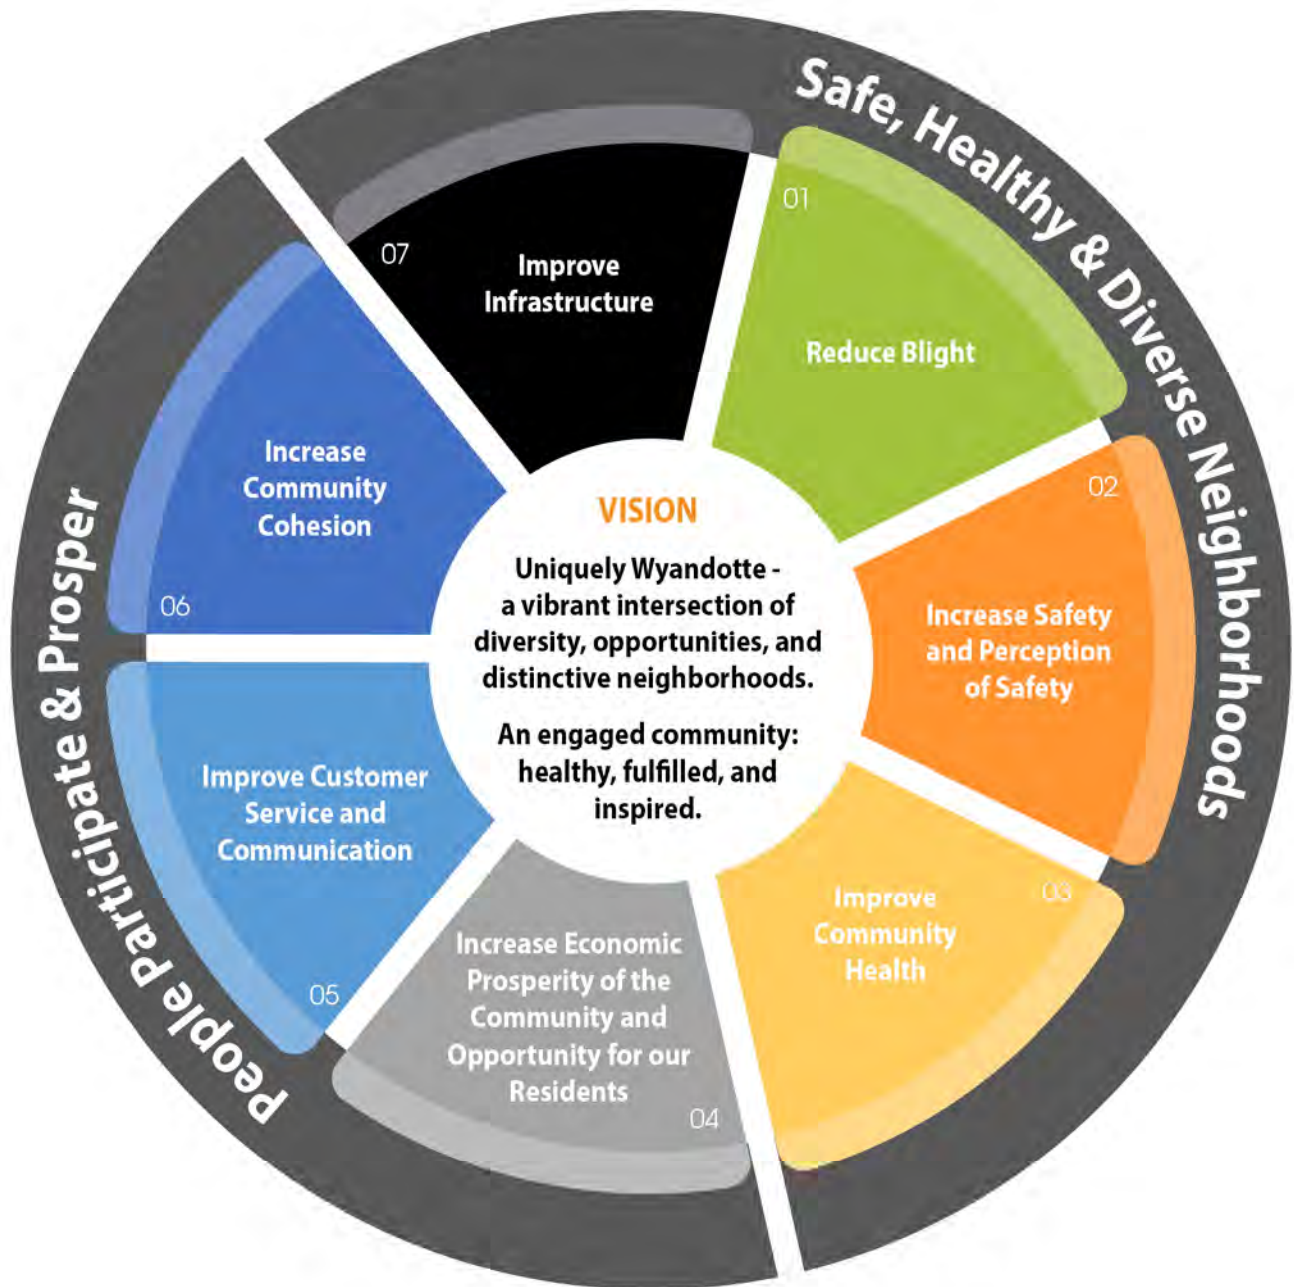 Safe, Healthy & Diverse Neighborhoods
People Participate & Prosper
01
Reduce Blight
02
Increase Safety
and Perception
of Safety
03
Improve
Community
Health
04
Increase Economic
Prosperity of the
Community and
Opportunity for our
Residents
05
Improve Customer
Service and
Communication
06
Increase
Community
Cohesion
07
Improve
Infrastructure
VISION
Uniquely Wyandotte -
a vibrant intersection of
diversity, opportunities, and
distinctive neighborhoods.
An engaged community:
healthy, fulfilled, and
inspired.